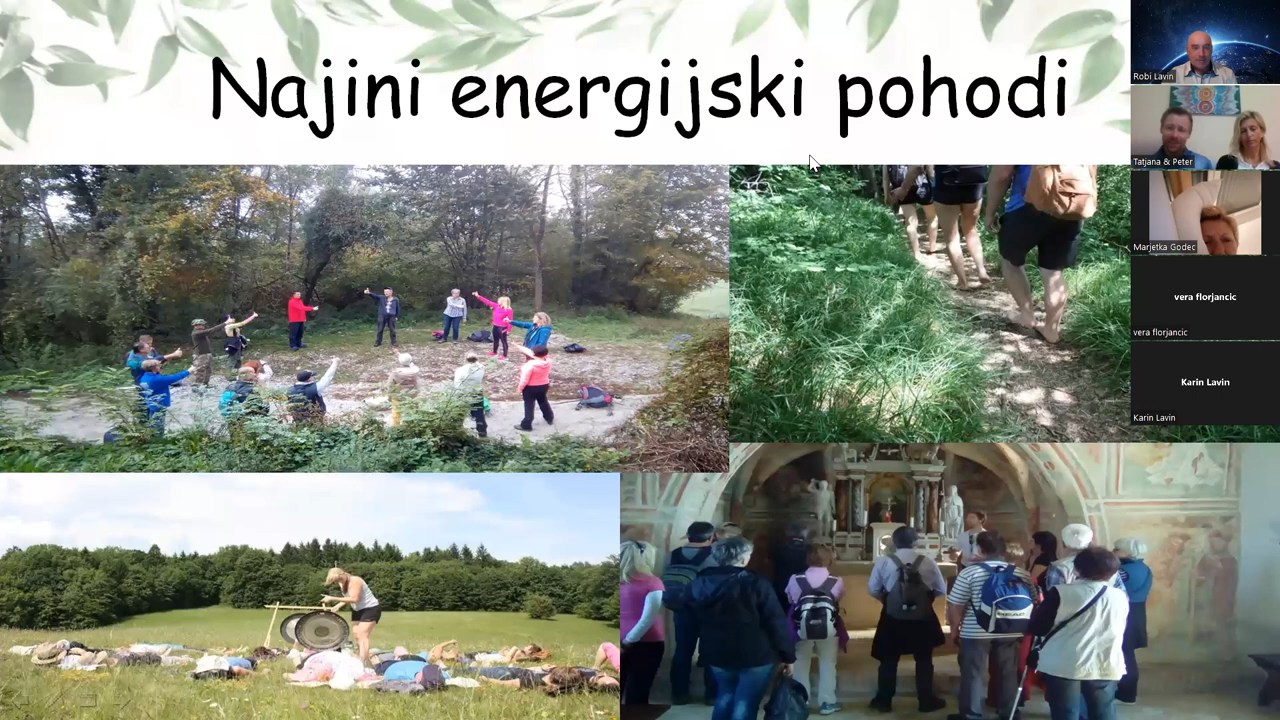 Najini energijski pohodi
Robi Lavin
Tatjana & Peter
Marjetka Godec
vera florjancic
vera florjancic
Karin Lavin
Karin Lavin